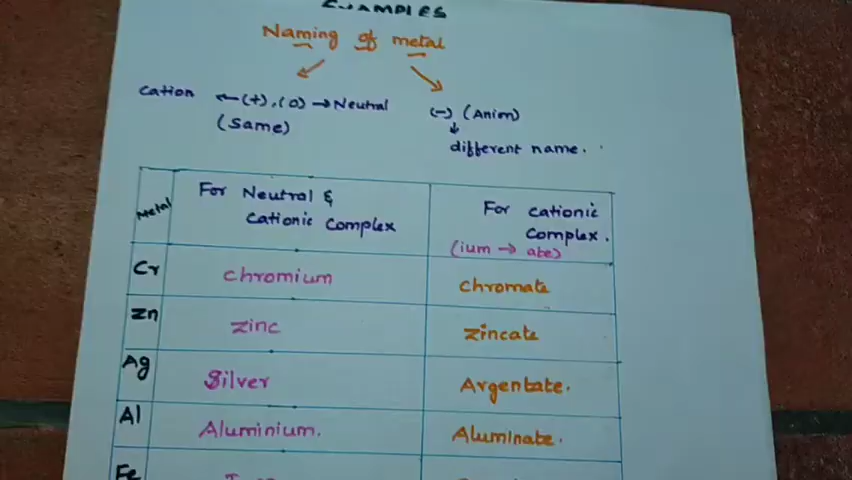 EXAMPLES
Naming of metal
Cation ←(+),(0) → Neutral
(Same)
(-) (Anion)
different name.
Metal
For Neutral &
Cationic Complex
For cationic
Complex.
(ium → ate)
Cr
chromium
chromate
Zn
Zinc
Zincate
Ag
Silver
Argentate.
Al
Aluminium.
Aluminate.
Fe